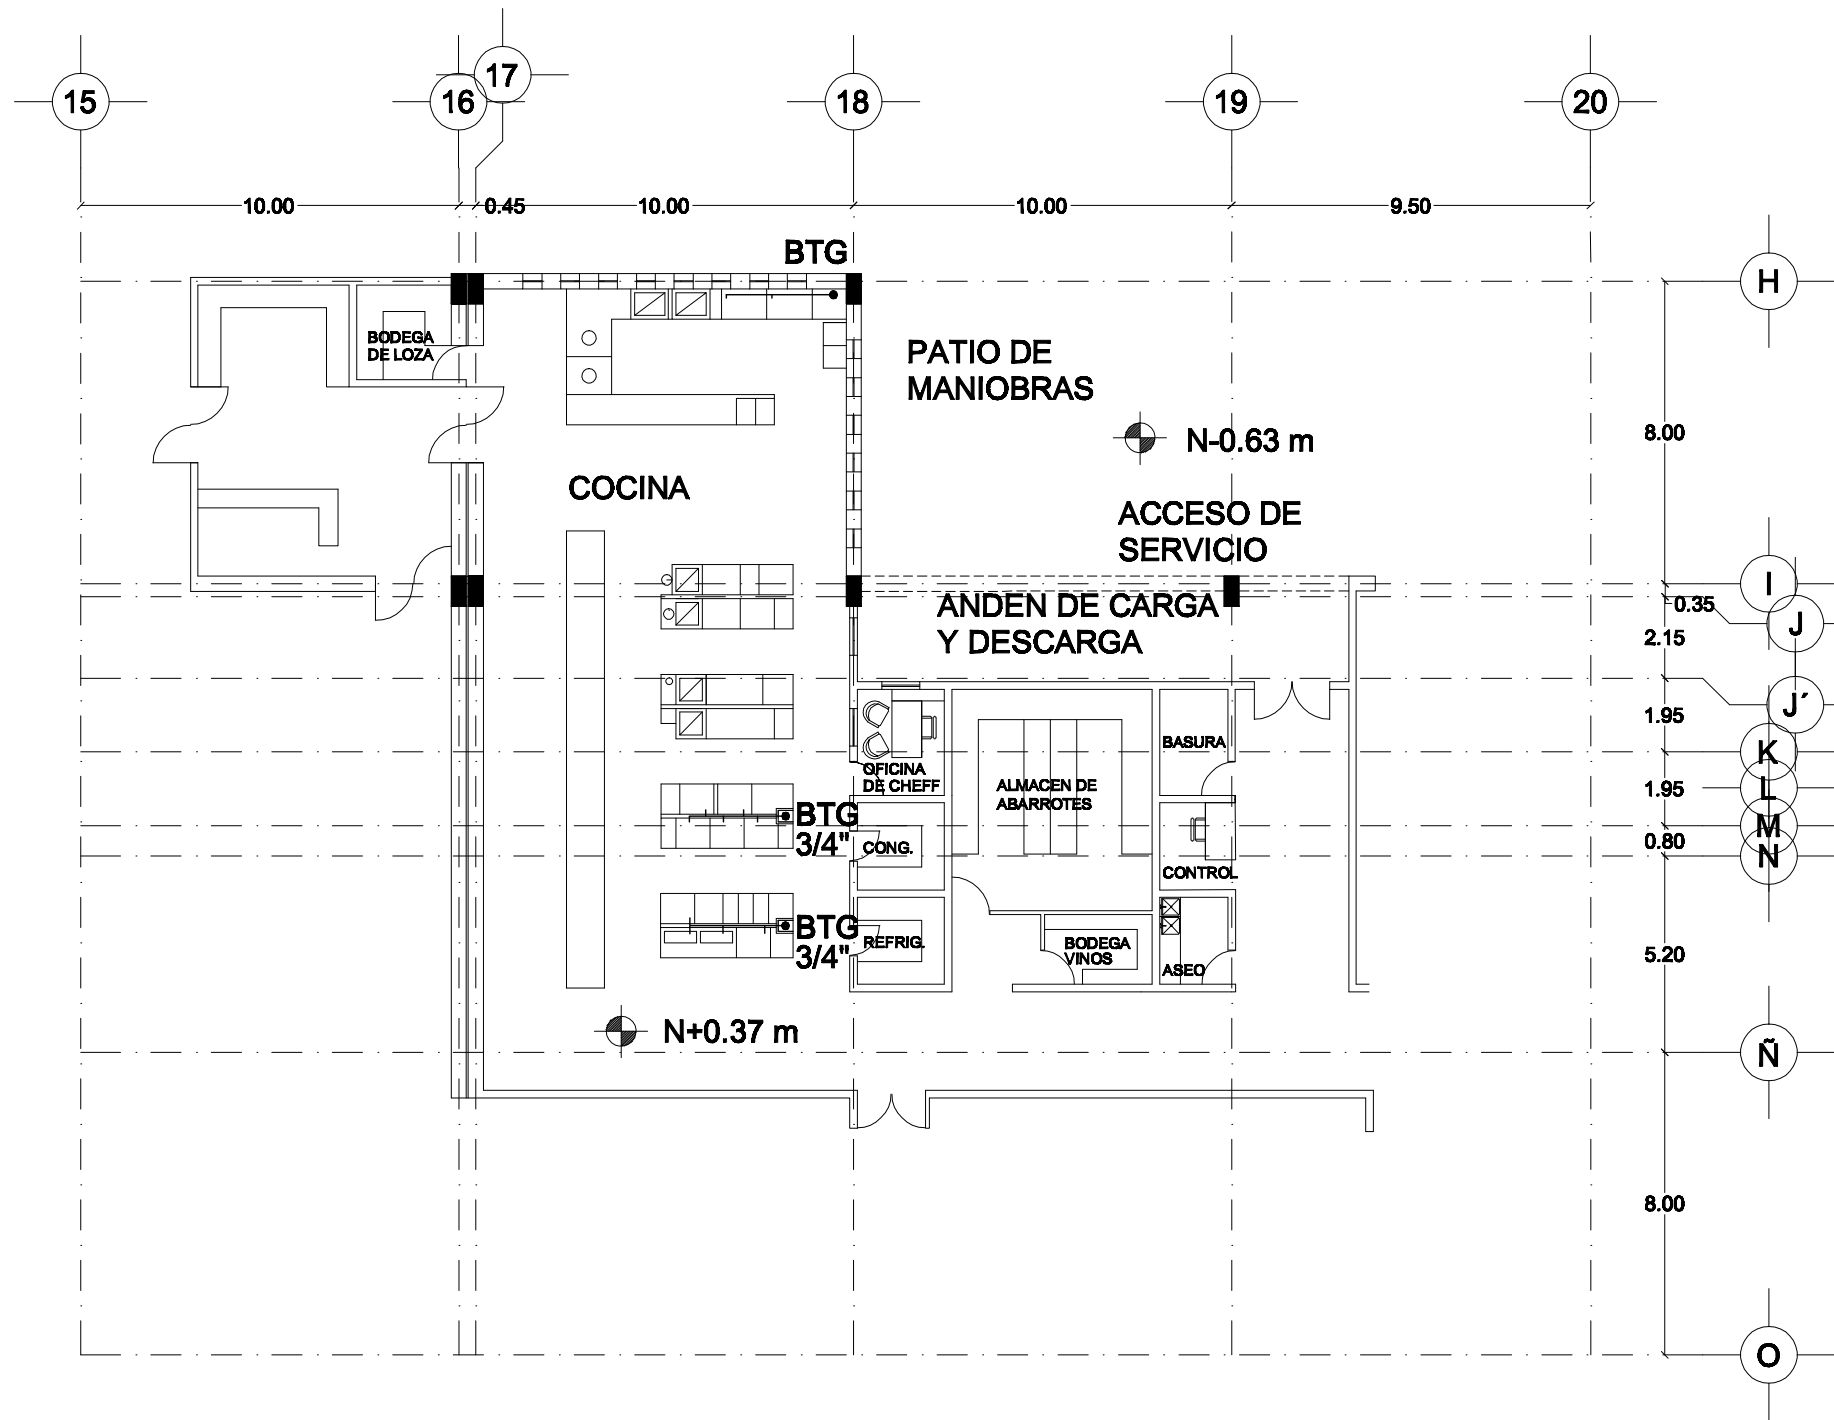 17
15
16
18
19
20
10.00
0.45
10.00
10.00
9.50
BTG
H
BODEGA
DE LOZA
PATIO DE
MANIOBRAS
8.00
N-0.63 m
COCINA
ACCESO DE
SERVICIO
I
ANDEN DE CARGA
Y DESCARGA
0.35
J
2.15
J´
1.95
BASURA
K
OFICINA
DE CHEFF
ALMACEN DE
ABARROTES
1.95
L
BTG
3/4"
M
0.80
CONG.
N
CONTROL
BTG
3/4"
REFRIG.
BODEGA
VINOS
ASEO
5.20
N+0.37 m
Ñ
8.00
O